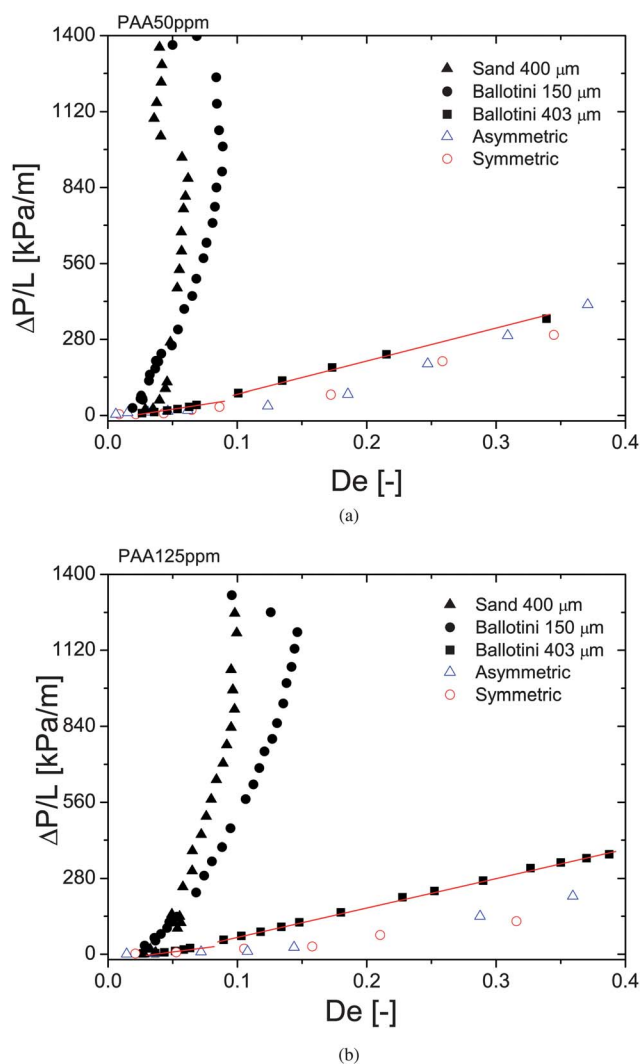 PAA50ppm
1400
1120
840
560
280
0
ΔP/L [kPa/m]
Sand 400 μm
Ballotini 150 μm
Ballotini 403 μm
Asymmetric
Symmetric
0.0 0.1 0.2 0.3 0.4
De [-]
(a)
PAA125ppm
1400
1120
840
560
280
0
ΔP/L [kPa/m]
Sand 400 μm
Ballotini 150 μm
Ballotini 403 μm
Asymmetric
Symmetric
0.0 0.1 0.2 0.3 0.4
De [-]
(b)